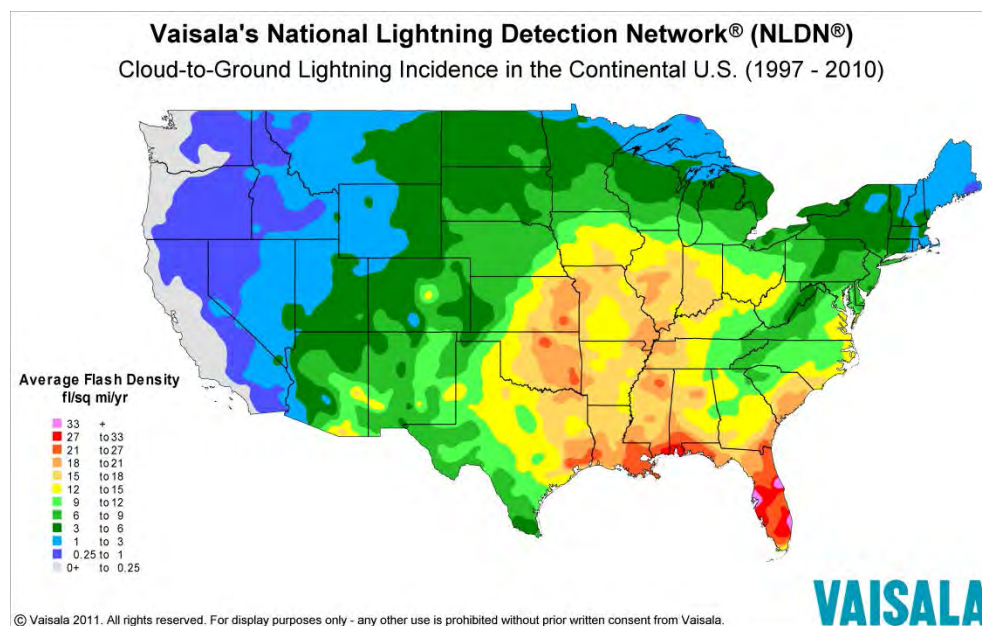 Vaisala's National Lightning Detection Network® (NLDN®)
Cloud-to-Ground Lightning Incidence in the Continental U.S. (1997 - 2010)
Average Flash Density
fl/sq mi/yr
33 +
27 to 33
21 to 27
18 to 21
15 to 18
12 to 15
9 to 12
6 to 9
3 to 6
1 to 3
0.25 to 1
0+ to 0.25
VAISALA
© Vaisala 2011. All rights reserved. For display purposes only - any other use is prohibited without prior written consent from Vaisala.